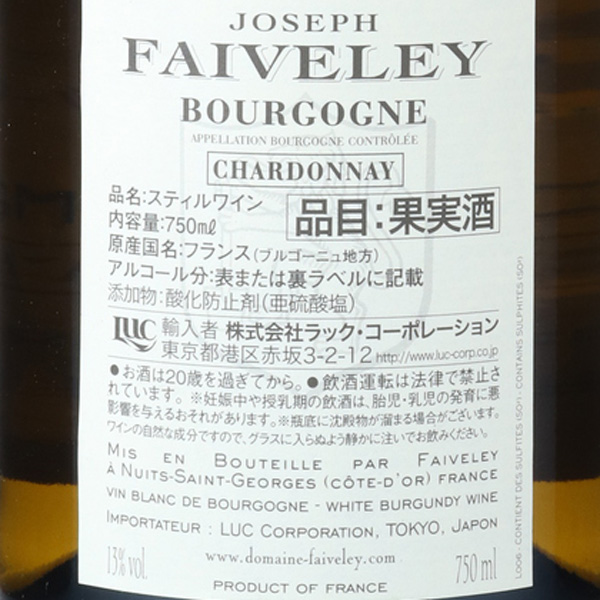 JOSEPH
FAIVELEY
BOURGOGNE
APPELLATION BOURGOGNE CONTRÔLÉE
CHARDONNAY
品名:スティルワイン
内容量:750mℓ
品目:果実酒
原産国名:フランス(ブルゴーニュ地方)
アルコール分:表または裏ラベルに記載
添加物:酸化防止剤(亜硫酸塩)
LUC 輸入者 株式会社ラック・コーポレーション
東京都港区赤坂3-2-12 http://www.luc-corp.co.jp
●お酒は20歳を過ぎてから。●飲酒運転は法律で禁止さ
れています。※妊娠中や授乳期の飲酒は、胎児・乳児の発育に悪
影響を与えるおそれがあります。※瓶底に沈殿物が溜まる場合がございます。
ワインの自然な成分ですので、グラスに入らぬよう静かに注いでお飲みください。
MIS EN BOUTEILLE PAR FAIVELEY
À NUITS-SAINT-GEORGES (CÔTE-D'OR) FRANCE
VIN BLANC DE BOURGOGNE - WHITE BURGUNDY WINE
IMPORTATEUR : LUC CORPORATION, TOKYO, JAPON
13% vol. www.domaine-faiveley.com 750 ml
PRODUCT OF FRANCE
L006 - CONTIENT DES SULFITES (SO²) - CONTAINS SULPHITES (SO²)